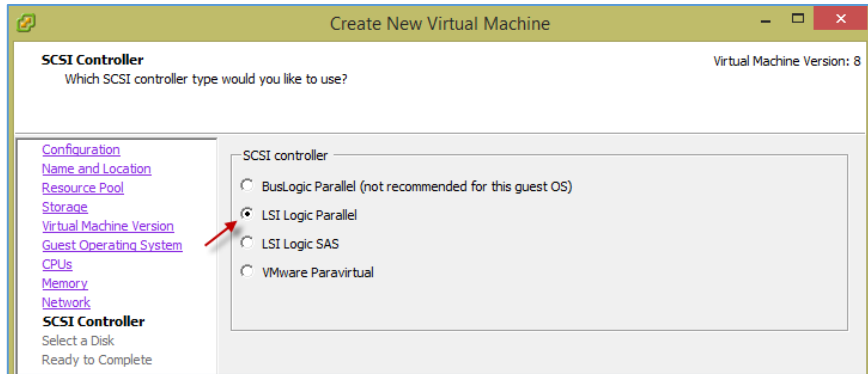 Create New Virtual Machine
SCSI Controller
Which SCSI controller type would you like to use?
Virtual Machine Version: 8
Configuration
Name and Location
Resource Pool
Storage
Virtual Machine Version
Guest Operating System
CPUs
Memory
Network
SCSI Controller
Select a Disk
Ready to Complete
SCSI controller
BusLogic Parallel (not recommended for this guest OS)
LSI Logic Parallel
LSI Logic SAS
VMware Paravirtual